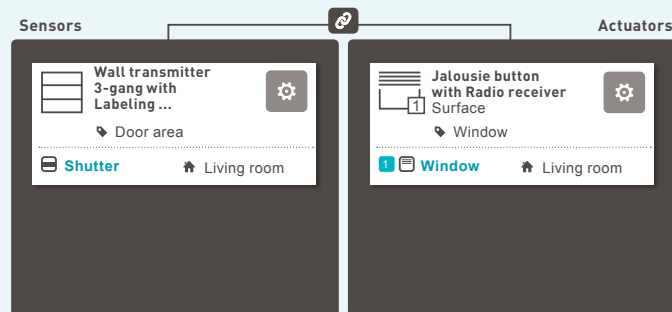 Sensors
Actuators
Wall transmitter
3-gang with
Labeling ...
Door area
Shutter
Living room
1
Jalousie button
with Radio receiver
Surface
Window
1
Window
Living room